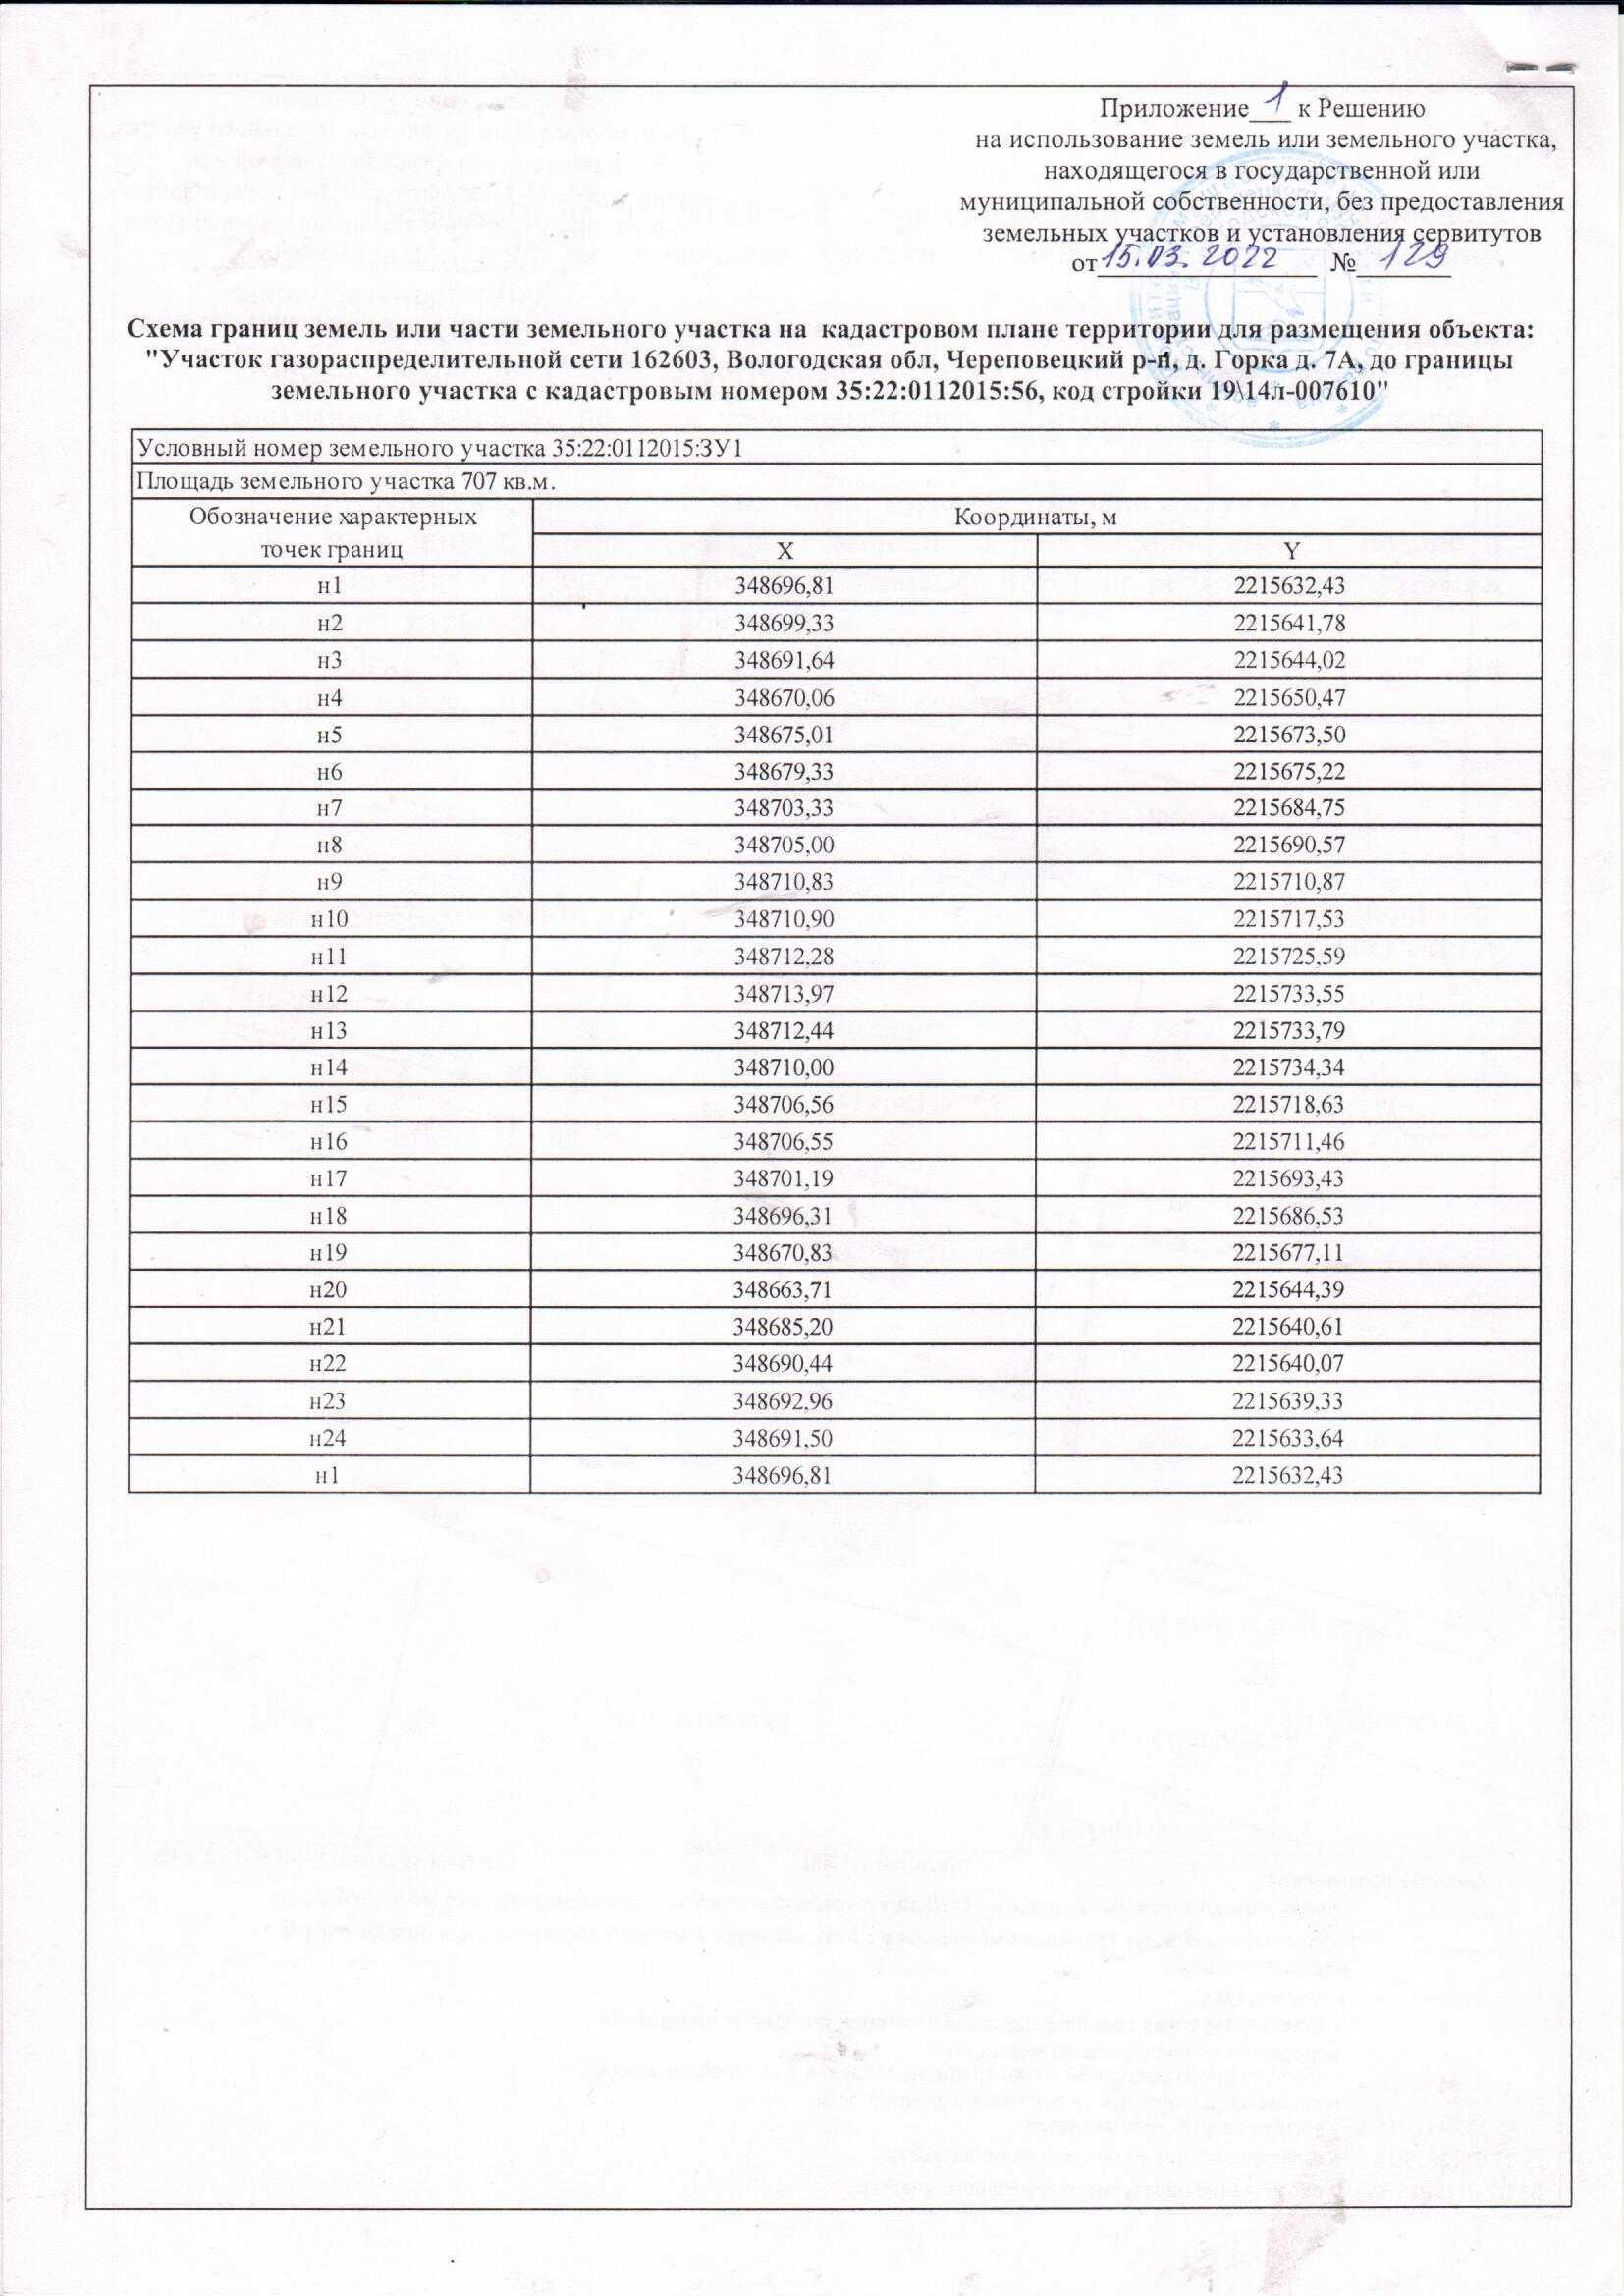 Приложение 1 к Решению
на использование земель или земельного участка,
находящегося в государственной или
муниципальной собственности, без предоставления
земельных участков и установления сервитутов
от 15.03.2022 № 129
Схема границ земель или части земельного участка на кадастровом плане территории для размещения объекта:
"Участок газораспределительной сети 162603, Вологодская обл, Череповецкий р-н, д. Горка д. 7А, до границы
земельного участка с кадастровым номером 35:22:0112015:56, код стройки 19\14л-007610"
Условный номер земельного участка 35:22:0112015:ЗУ1
Площадь земельного участка 707 кв.м.
Обозначение характерных точек границ Координаты, м
X Y
н1 348696,81 2215632,43
н2 348699,33 2215641,78
н3 348691,64 2215644,02
н4 348670,06 2215650,47
н5 348675,01 2215673,50
н6 348679,33 2215675,22
н7 348703,33 2215684,75
н8 348705,00 2215690,57
н9 348710,83 2215710,87
н10 348710,90 2215717,53
н11 348712,28 2215725,59
н12 348713,97 2215733,55
н13 348712,44 2215733,79
н14 348710,00 2215734,34
н15 348706,56 2215718,63
н16 348706,55 2215711,46
н17 348701,19 2215693,43
н18 348696,31 2215686,53
н19 348670,83 2215677,11
н20 348663,71 2215644,39
н21 348685,20 2215640,61
н22 348690,44 2215640,07
н23 348692,96 2215639,33
н24 348691,50 2215633,64
н1 348696,81 2215632,43